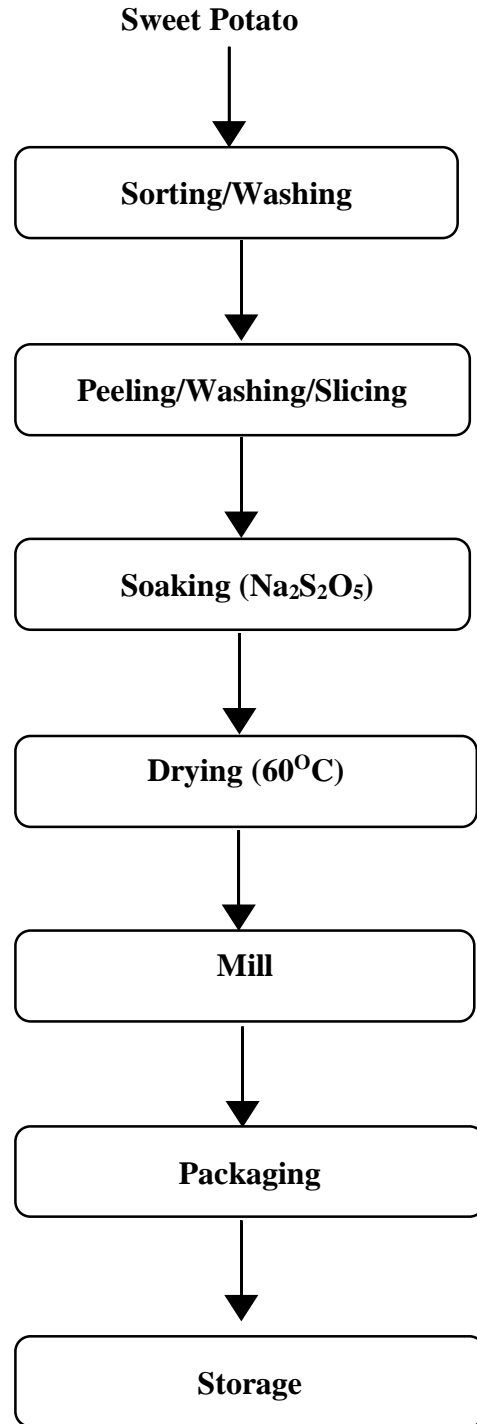 Sweet Potato
Sorting/Washing
Peeling/Washing/Slicing
Soaking (Na₂S₂O₅)
Drying (60ᴼC)
Mill
Packaging
Storage